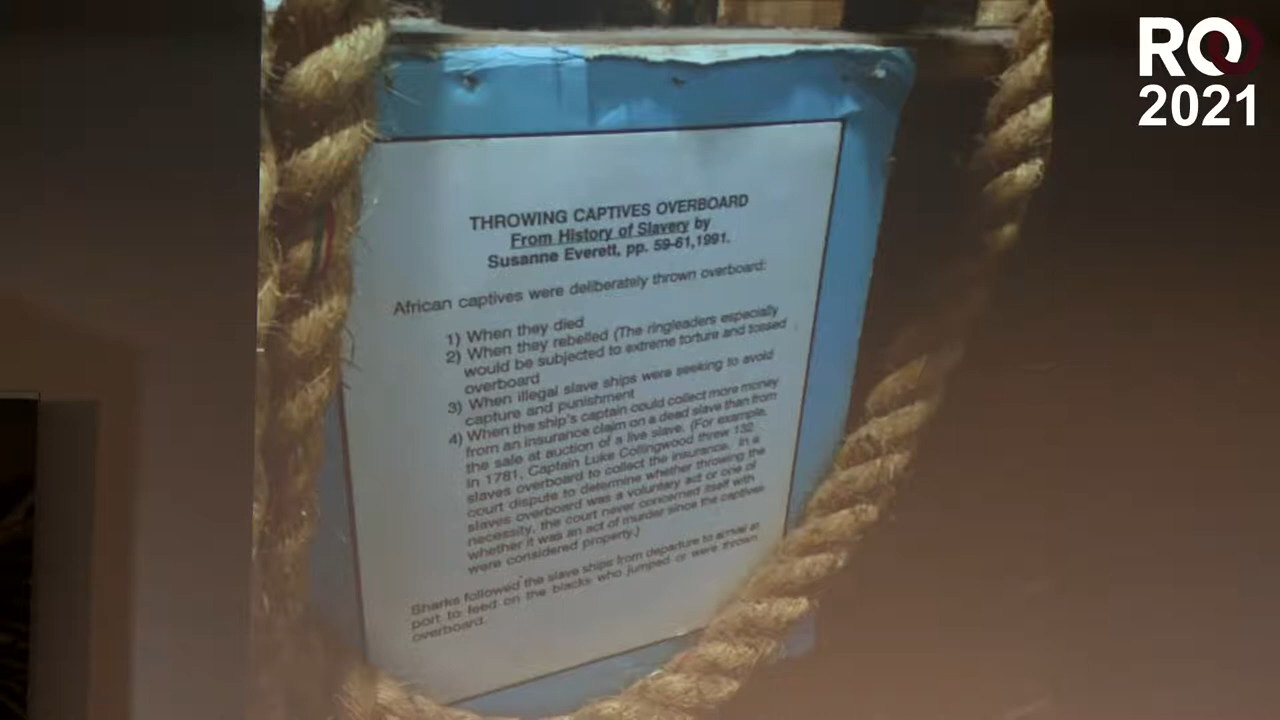 RO
2021
THROWING CAPTIVES OVERBOARD
From History of Slavery by
Susanne Everett, pp. 59-61,1991.
African captives were deliberately thrown overboard:
1) When they died
2) When they rebelled (The ringleaders especially
would be subjected to extreme torture and tossed
overboard
3) When illegal slave ships were seeking to avoid
capture and punishment
4) When the ship's captain could collect more money
from an insurance claim on a dead slave than from
the sale at auction of a live slave. (For example,
In 1781, Captain Luke Collingwood threw 132
slaves overboard to collect the insurance. In a
court dispute to determine whether throwing the
slaves overboard was a voluntary act or one of
necessity, the court never concerned itself with
whether it was an act of murder since the captives
were considered property.)
Sharks followed the slave ships from departure to arrival at
port to feed on the blacks who jumped or were thrown
overboard.